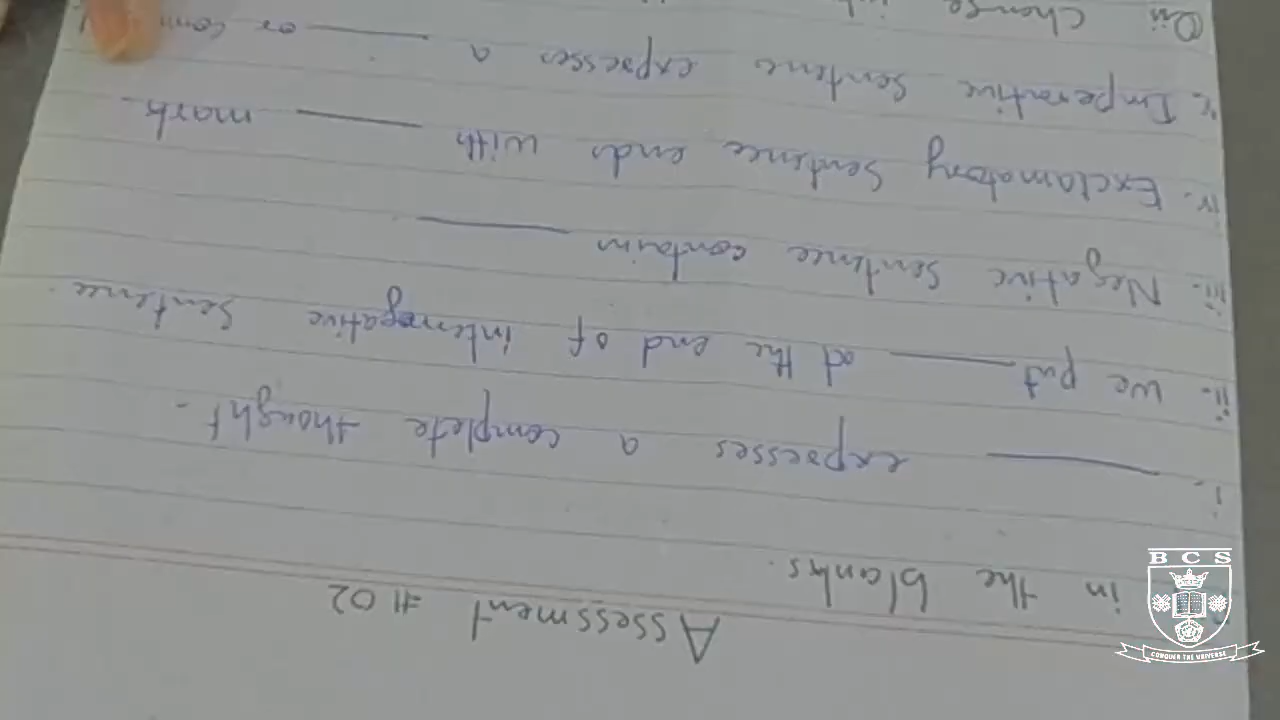 Assessment #02
in the blanks.
i. ______ expresses a complete thought.
ii. we put ______ at the end of interrogative sentence.
iii. Negative sentence contain ______
iv. Exclamatory sentence ends with ______ mark.
v. Imperative sentence expresses a ______ or
Qii Change
BCS
CONQUER THE UNIVERSE